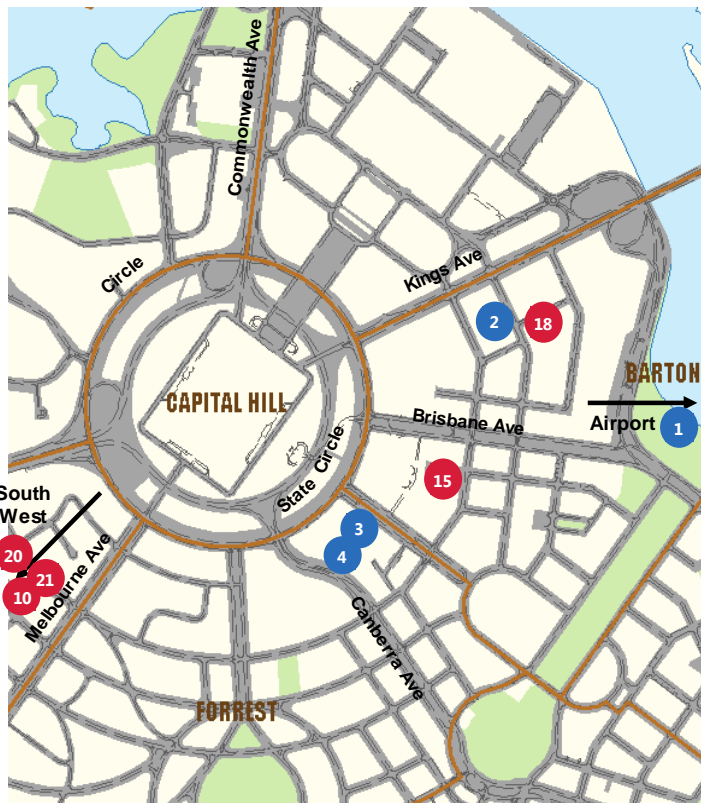 Commonwealth Ave
Circle
Kings Ave
2
18
CAPITAL HILL
BARTON
Brisbane Ave
Airport
1
State Circle
15
South
West
3
4
20
21
10
Melbourne Ave
Canberra Ave
FORREST